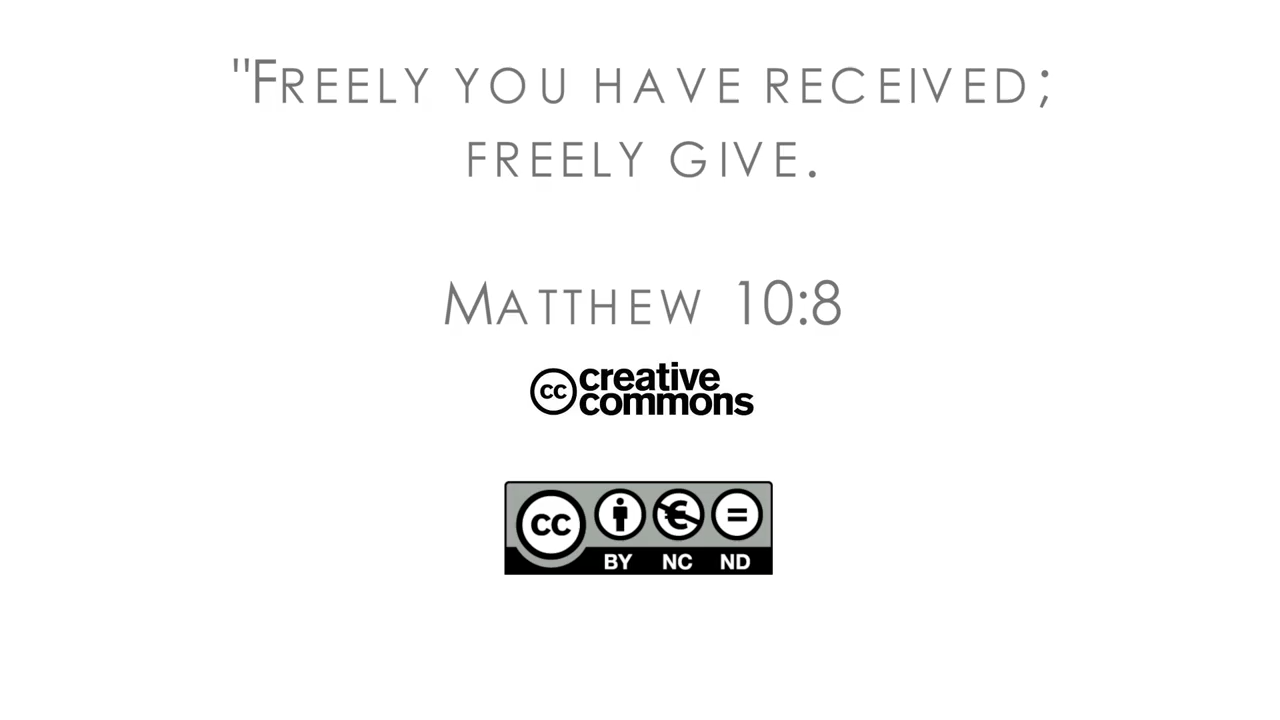 "FREELY YOU HAVE RECEIVED;
FREELY GIVE.
MATTHEW 10:8
cc creative
commons
cc
BY NC ND